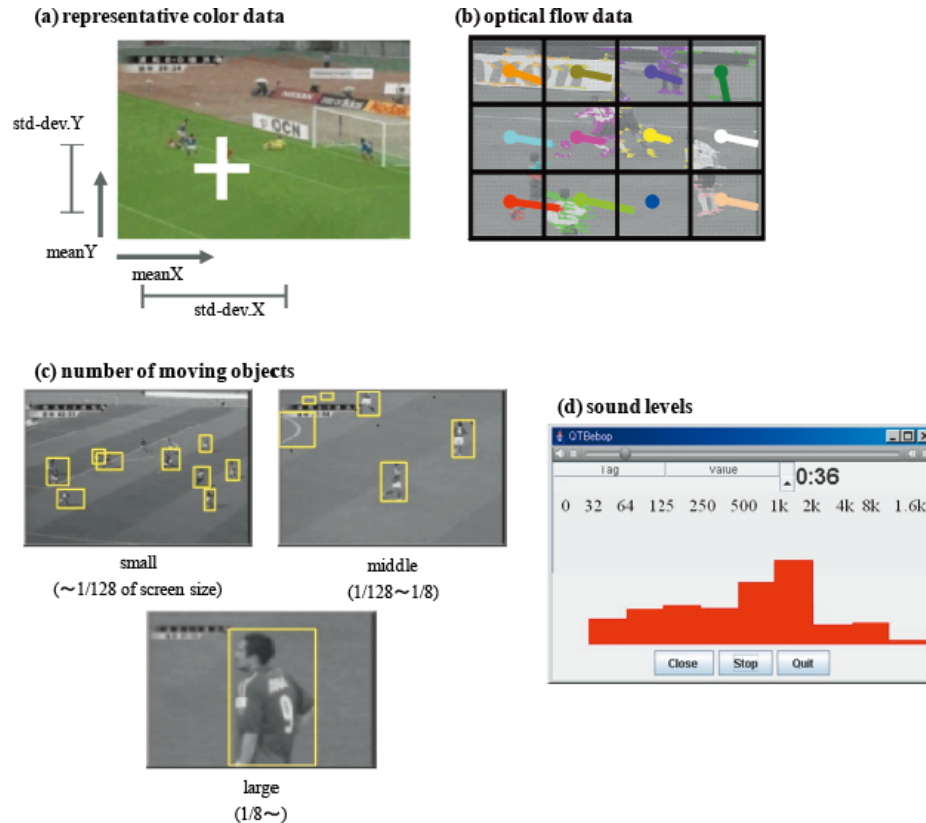 (a) representative color data
(b) optical flow data
std-dev.Y
meanY
meanX
std-dev.X
OCN
(c) number of moving objects
small
(～1/128 of screen size)
middle
(1/128～1/8)
large
(1/8～)
9
(d) sound levels
QTBebop
Tag value 0:36
0 32 64 125 250 500 1k 2k 4k 8k 1.6k
Close Stop Quit